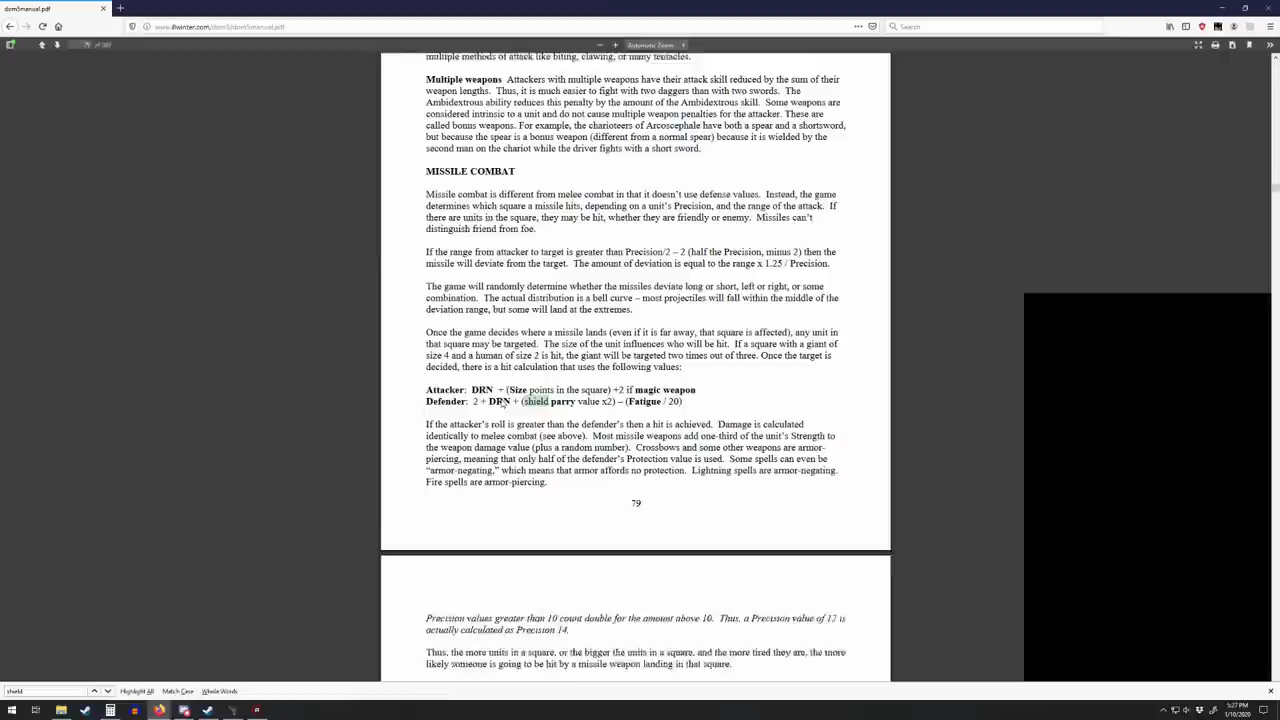 dom5manual.pdf
www.illwinter.com/dom5/dom5manual.pdf
Search
Automatic Zoom
multiple methods of attack like biting, clawing, or many tentacles.
Multiple weapons Attackers with multiple weapons have their attack skill reduced by the sum of their
weapon lengths. Thus, it is much easier to fight with two daggers than with two swords. The
Ambidextrous ability reduces this penalty by the amount of the Ambidextrous skill. Some weapons are
considered intrinsic to a unit and do not cause multiple weapon penalties for the attacker. These are
called bonus weapons. For example, the charioteers of Arcoscephale have both a spear and a shortsword,
but because the spear is a bonus weapon (different from a normal spear) because it is wielded by the
second man on the chariot while the driver fights with a short sword.
MISSILE COMBAT
Missile combat is different from melee combat in that it doesn't use defense values. Instead, the game
determines which square a missile hits, depending on a unit's Precision, and the range of the attack. If
there are units in the square, they may be hit, whether they are friendly or enemy. Missiles can't
distinguish friend from foe.
If the range from attacker to target is greater than Precision/2 – 2 (half the Precision, minus 2) then the
missile will deviate from the target. The amount of deviation is equal to the range x 1.25 / Precision.
The game will randomly determine whether the missiles deviate long or short, left or right, or some
combination. The actual distribution is a bell curve – most projectiles will fall within the middle of the
deviation range, but some will land at the extremes.
Once the game decides where a missile lands (even if it is far away, that square is affected), any unit in
that square may be targeted. The size of the unit influences who will be hit. If a square with a giant of
size 4 and a human of size 2 is hit, the giant will be targeted two times out of three. Once the target is
decided, there is a hit calculation that uses the following values:
Attacker: DRN + (Size points in the square) +2 if magic weapon
Defender: 2 + DRN + (shield parry value x2) – (Fatigue / 20)
If the attacker's roll is greater than the defender's then a hit is achieved. Damage is calculated
identically to melee combat (see above). Most missile weapons add one-third of the unit's Strength to
the weapon damage value (plus a random number). Crossbows and some other weapons are armor-
piercing, meaning that only half of the defender's Protection value is used. Some spells can even be
"armor-negating," which means that armor affords no protection. Lightning spells are armor-negating.
Fire spells are armor-piercing.
79
Precision values greater than 10 count double for the amount above 10. Thus, a Precision value of 12 is
actually calculated as Precision 14.
Thus, the more units in a square, or the bigger the units in a square, and the more tired they are, the more
likely someone is going to be hit by a missile weapon landing in that square.
shield
Highlight All
Match Case
Whole Words
5:27 PM
1/10/2020